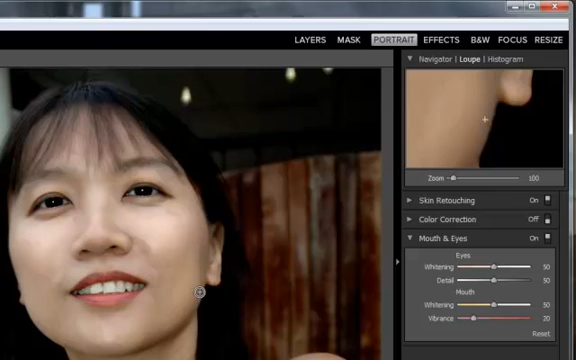 LAYERS MASK PORTRAIT EFFECTS B&W FOCUS RESIZE
Navigator | Loupe | Histogram
Zoom 100
Skin Retouching On
Color Correction Off
Mouth & Eyes On
Eyes
Whitening 50
Detail 50
Mouth
Whitening 50
Vibrance 20
Reset